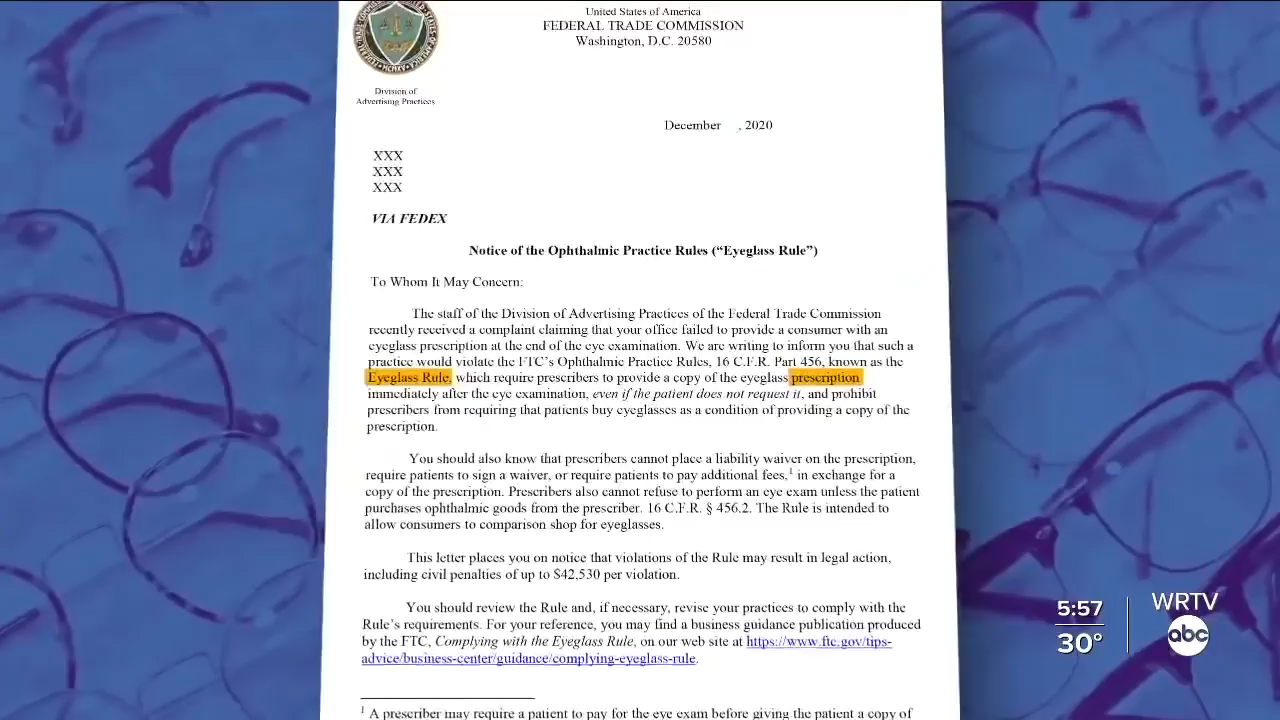 United States of America
FEDERAL TRADE COMMISSION
Washington, D.C. 20580
Division of
Advertising Practices
December , 2020
XXX
XXX
XXX
VIA FEDEX
Notice of the Ophthalmic Practice Rules (“Eyeglass Rule”)
To Whom It May Concern:
The staff of the Division of Advertising Practices of the Federal Trade Commission
recently received a complaint claiming that your office failed to provide a consumer with an
eyeglass prescription at the end of the eye examination. We are writing to inform you that such a
practice would violate the FTC’s Ophthalmic Practice Rules, 16 C.F.R. Part 456, known as the
Eyeglass Rule, which require prescribers to provide a copy of the eyeglass prescription
immediately after the eye examination, even if the patient does not request it, and prohibit
prescribers from requiring that patients buy eyeglasses as a condition of providing a copy of the
prescription.
You should also know that prescribers cannot place a liability waiver on the prescription,
require patients to sign a waiver, or require patients to pay additional fees,1 in exchange for a
copy of the prescription. Prescribers also cannot refuse to perform an eye exam unless the patient
purchases ophthalmic goods from the prescriber. 16 C.F.R. § 456.2. The Rule is intended to
allow consumers to comparison shop for eyeglasses.
This letter places you on notice that violations of the Rule may result in legal action,
including civil penalties of up to $42,530 per violation.
You should review the Rule and, if necessary, revise your practices to comply with the
Rule’s requirements. For your reference, you may find a business guidance publication produced
by the FTC, Complying with the Eyeglass Rule, on our web site at https://www.ftc.gov/tips-
advice/business-center/guidance/complying-eyeglass-rule.
1 A prescriber may require a patient to pay for the eye exam before giving the patient a copy of
5:57
30°
WRTV
abc